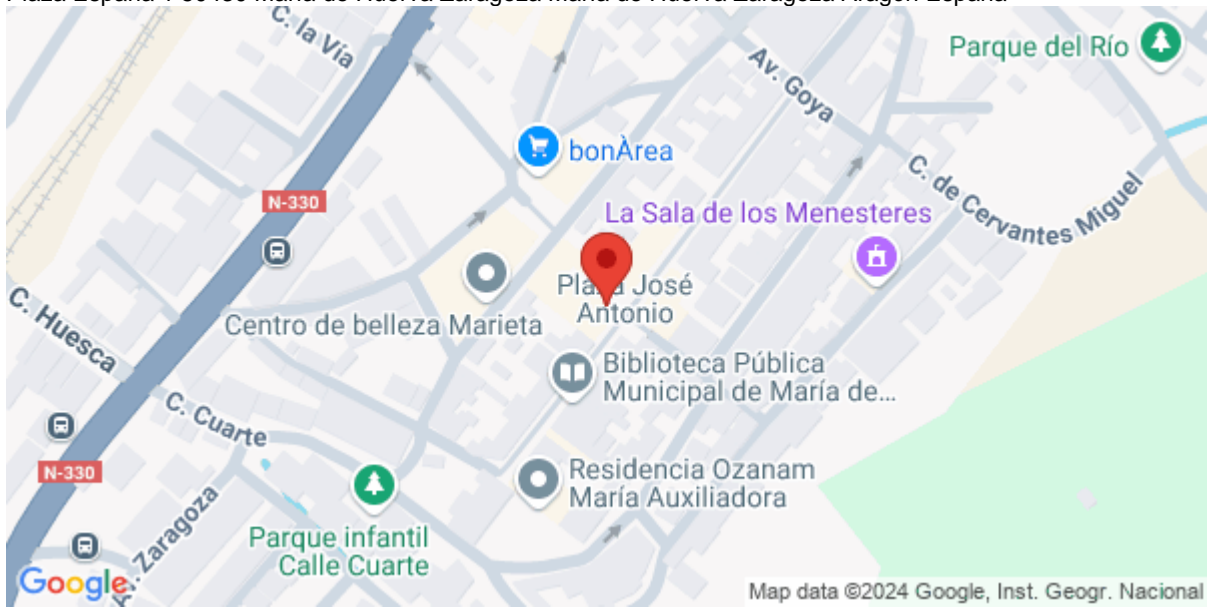 C. la Vía
Parque del Río
Av. Goya
bonÀrea
C. de Cervantes Miguel
N-330
La Sala de los Menesteres
José
Antonio
C. Huesca
Centro de belleza Marieta
Biblioteca Pública
Municipal de María de...
C. Cuarte
N-330
Residencia Ozanam
María Auxiliadora
Zaragoza
Parque infantil
Calle Cuarte
Google
Map data ©2024 Google, Inst. Geogr. Nacional